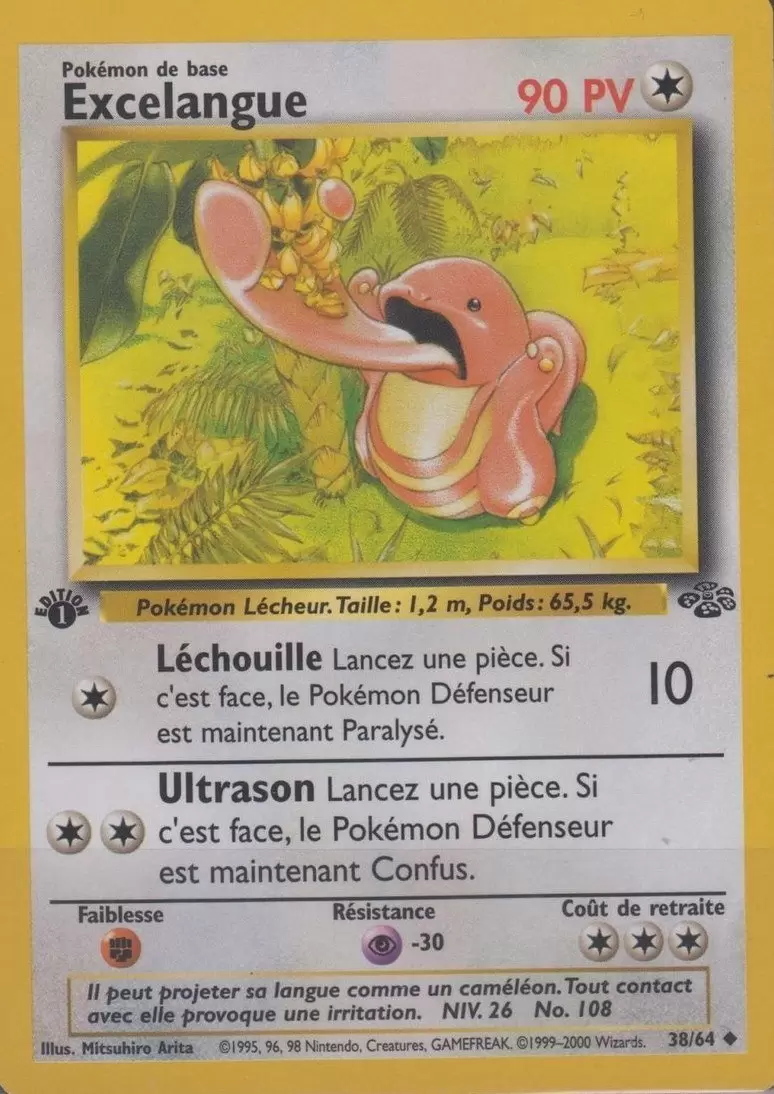 Pokémon de base
Excelangue
90 PV
EDITION
1
Pokémon Lécheur. Taille: 1,2 m, Poids: 65,5 kg.
Léchouille Lancez une pièce. Si
c'est face, le Pokémon Défenseur
est maintenant Paralysé.
10
Ultrason Lancez une pièce. Si
c'est face, le Pokémon Défenseur
est maintenant Confus.
Faiblesse
Résistance
Coût de retraite
-30
Il peut projeter sa langue comme un caméléon. Tout contact
avec elle provoque une irritation. NIV. 26 No. 108
Illus. Mitsuhiro Arita ©1995, 96, 98 Nintendo, Creatures, GAMEFREAK. ©1999-2000 Wizards. 38/64